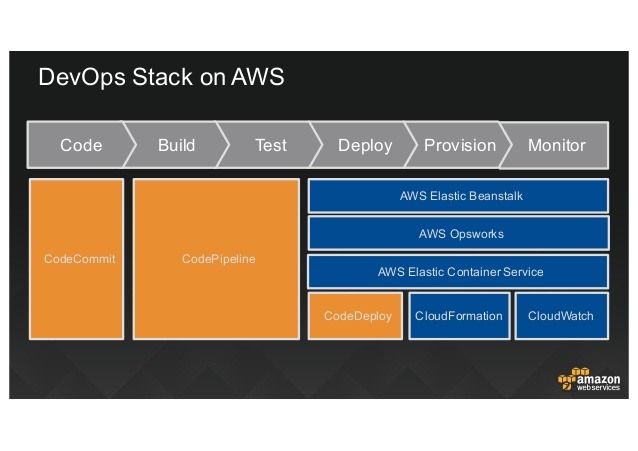 DevOps Stack on AWS
Code Build Test Deploy Provision Monitor
AWS Elastic Beanstalk
AWS Opsworks
CodeCommit CodePipeline
AWS Elastic Container Service
CodeDeploy CloudFormation CloudWatch
amazon
webservices